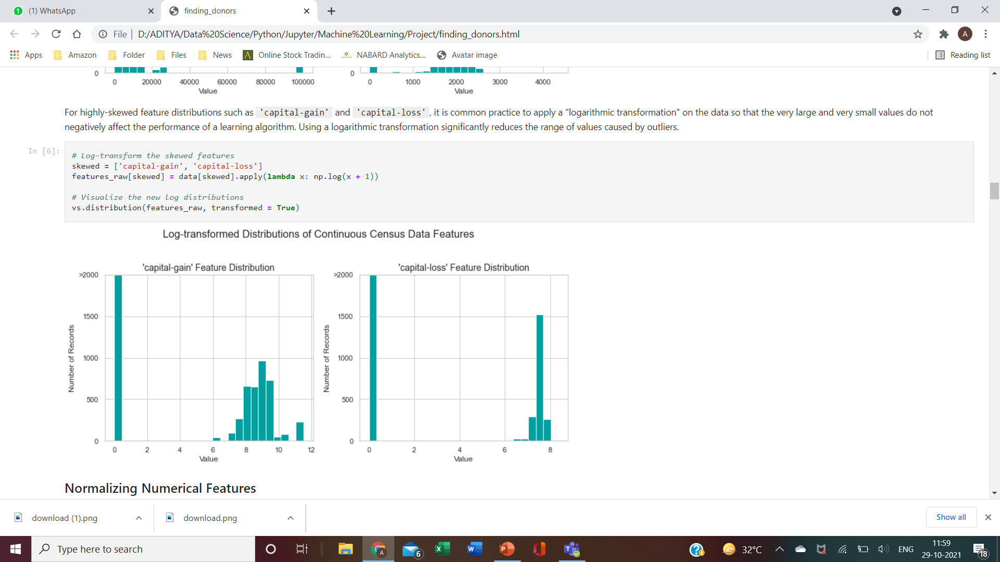 (1) WhatsApp
finding_donors
File | D:/ADITYA/Data%20Science/Python/Jupyter/Machine%20Learning/Project/finding_donors.html
A
Apps Amazon Folder Files News Online Stock Tradin... NABARD Analytics... Avatar image Reading list
0 0
0 20000 40000 60000 80000 100000 0 1000 2000 3000 4000
Value Value
For highly-skewed feature distributions such as 'capital-gain' and 'capital-loss', it is common practice to apply a "logarithmic transformation" on the data so that the very large and very small values do not
negatively affect the performance of a learning algorithm. Using a logarithmic transformation significantly reduces the range of values caused by outliers.
In [6]:
# Log-transform the skewed features
skewed = ['capital-gain', 'capital-loss']
features_raw[skewed] = data[skewed].apply(lambda x: np.log(x + 1))
# Visualize the new log distributions
vs.distribution(features_raw, transformed = True)
Log-transformed Distributions of Continuous Census Data Features
'capital-gain' Feature Distribution
>2000
1500
1000
500
0
Number of Records
0 2 4 6 8 10 12
Value
'capital-loss' Feature Distribution
>2000
1500
1000
500
0
Number of Records
0 2 4 6 8
Value
Normalizing Numerical Features
download (1).png
download.png
Show all
Type here to search
6
32°C
ENG
11:59
29-10-2021
18